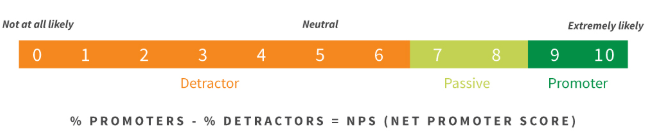 Not at all likely Neutral Extremely likely
0 1 2 3 4 5 6 7 8 9 10
Detractor Passive Promoter
% PROMOTERS - % DETRACTORS = NPS (NET PROMOTER SCORE)